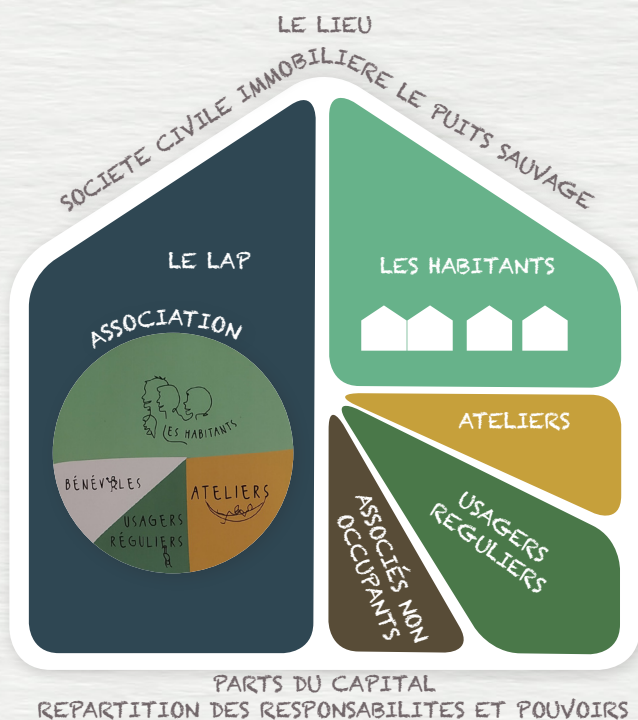 LE LIEU
SOCIETE CIVILE IMMOBILIERE LE PUITS SAUVAGE
LE LAP
ASSOCIATION
LES HABITANTS
BÉNÉVOLES
USAGERS
RÉGULIERS
ATELIERS
LES HABITANTS
ATELIERS
USAGERS
REGULIERS
ASSOCIÉS NON
OCCUPANTS
PARTS DU CAPITAL
REPARTITION DES RESPONSABILITES ET POUVOIRS